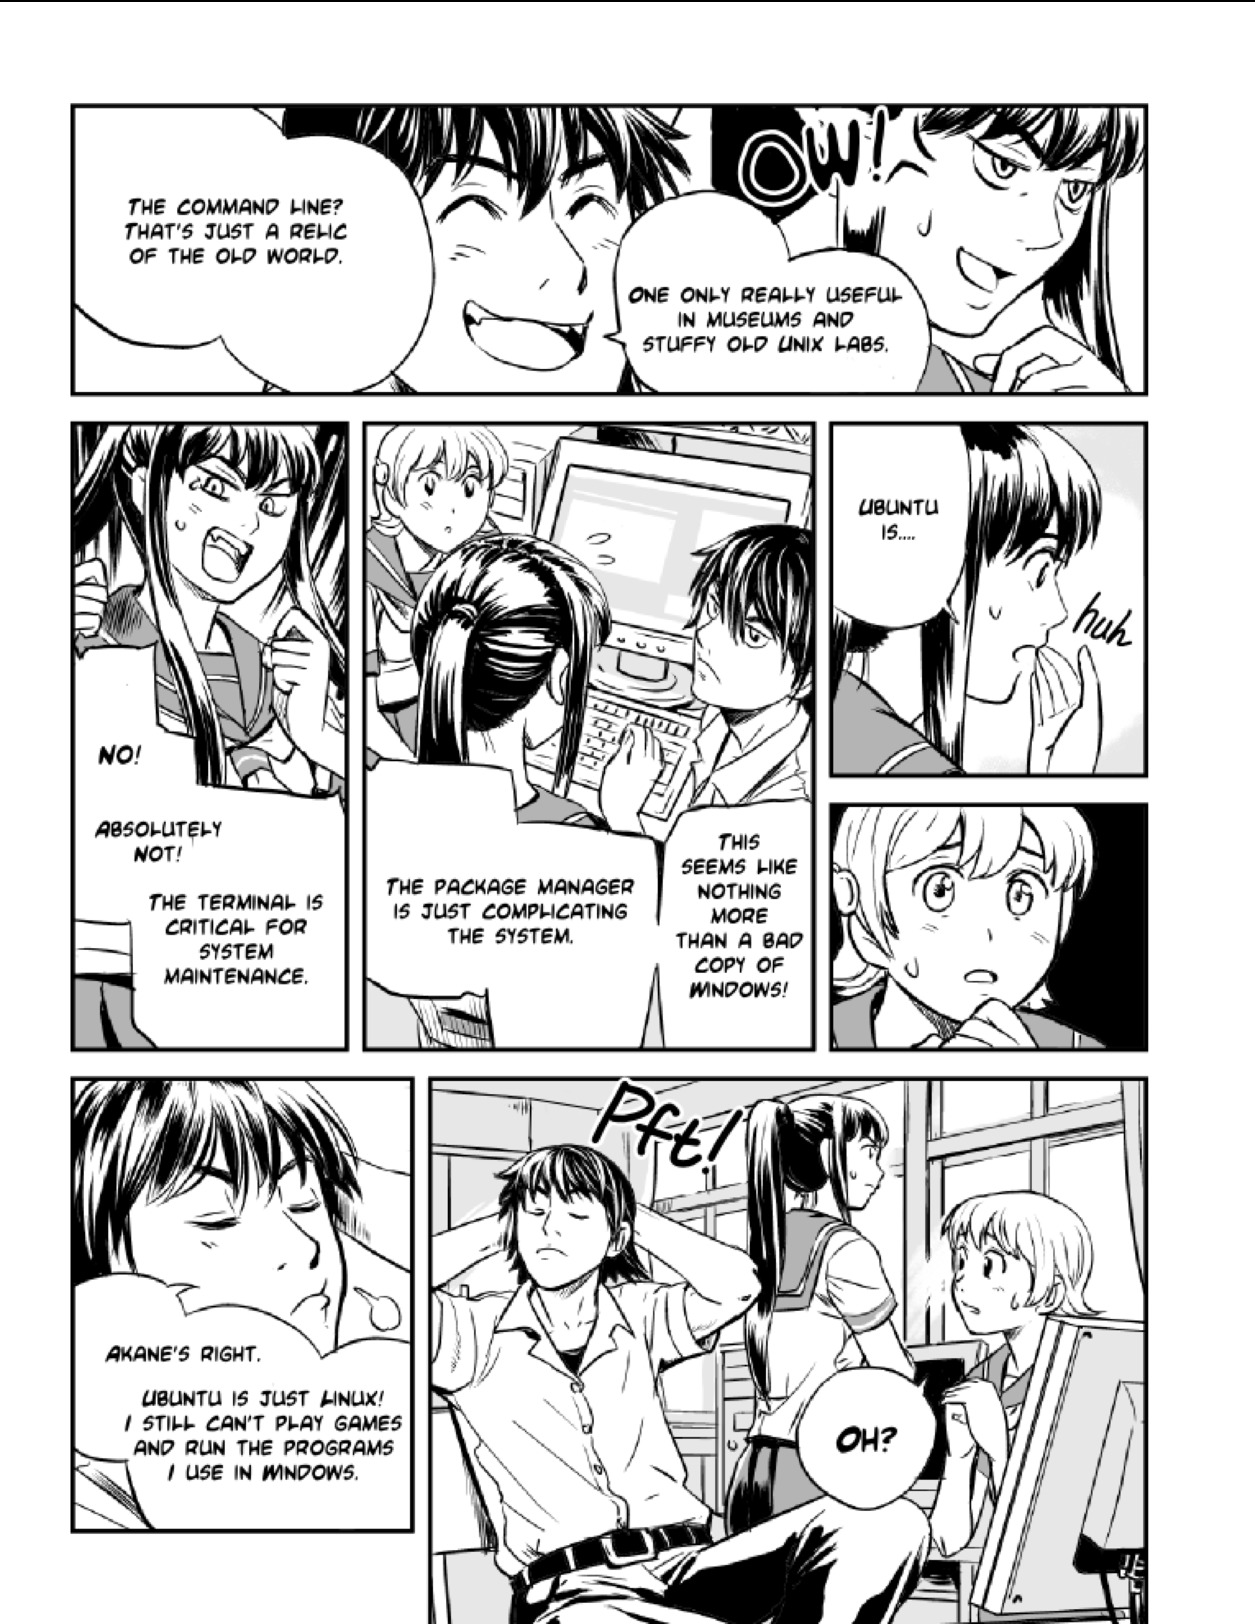 THE COMMAND LINE?
THAT'S JUST A RELIC
OF THE OLD WORLD.
OW!
ONE ONLY REALLY USEFUL
IN MUSEUMS AND
STUFFY OLD UNIX LABS.
NO!
ABSOLUTELY
NOT!
THE TERMINAL IS
CRITICAL FOR
SYSTEM
MAINTENANCE.
THE PACKAGE MANAGER
IS JUST COMPLICATING
THE SYSTEM.
THIS
SEEMS LIKE
NOTHING
MORE
THAN A BAD
COPY OF
WINDOWS!
UBUNTU
IS....
huh
AKANE'S RIGHT.
UBUNTU IS JUST LINUX!
I STILL CAN'T PLAY GAMES
AND RUN THE PROGRAMS
I USE IN WINDOWS.
Pft!
OH?